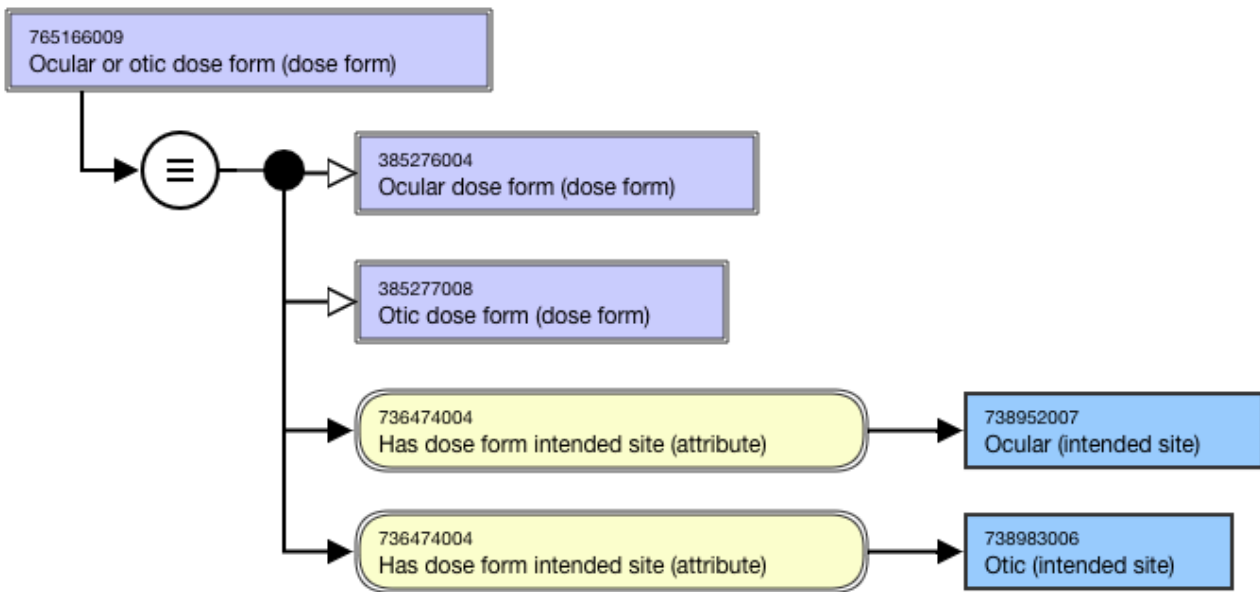 765166009
Ocular or otic dose form (dose form)
385276004
Ocular dose form (dose form)
385277008
Otic dose form (dose form)
736474004
Has dose form intended site (attribute)
738952007
Ocular (intended site)
736474004
Has dose form intended site (attribute)
738983006
Otic (intended site)